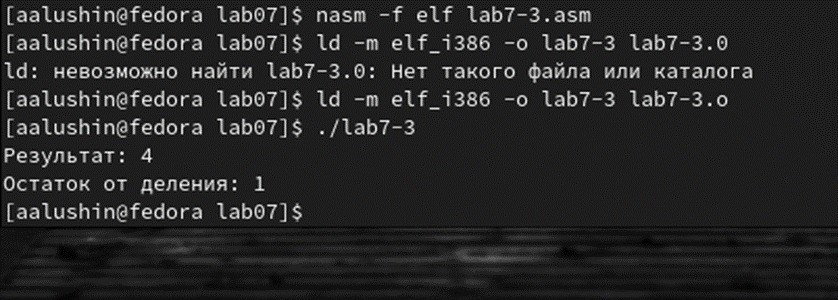 [aalushin@fedora lab07]$ nasm -f elf lab7-3.asm
[aalushin@fedora lab07]$ ld -m elf_i386 -o lab7-3 lab7-3.0
ld: невозможно найти lab7-3.0: Нет такого файла или каталога
[aalushin@fedora lab07]$ ld -m elf_i386 -o lab7-3 lab7-3.o
[aalushin@fedora lab07]$ ./lab7-3
Результат: 4
Остаток от деления: 1
[aalushin@fedora lab07]$